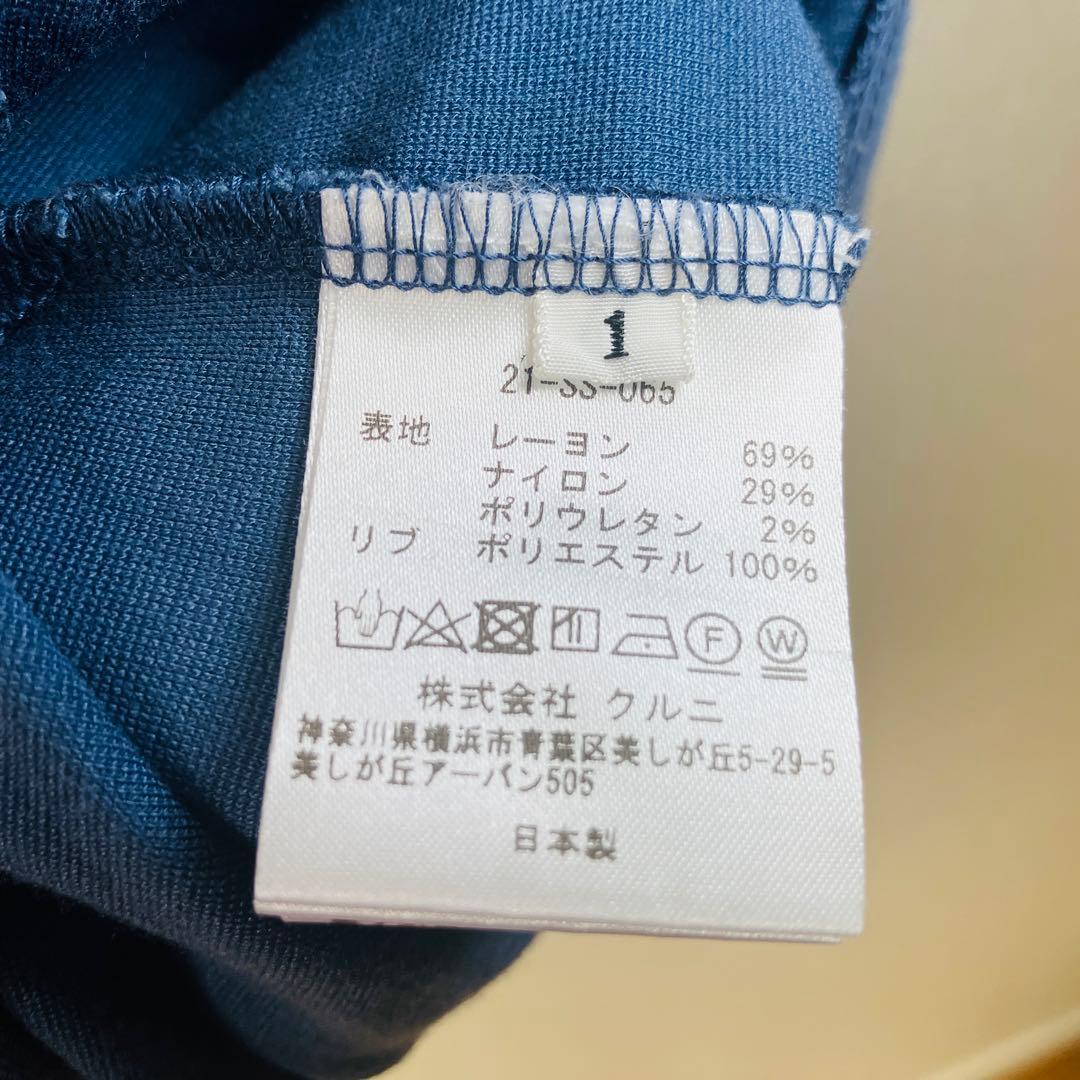 1
21-SS-065
表地 レーヨン 69%
ナイロン 29%
ポリウレタン 2%
リブ ポリエステル 100%
F W
株式会社 クルニ
神奈川県横浜市青葉区美しが丘5-29-5
美しが丘アーバン505
日本製